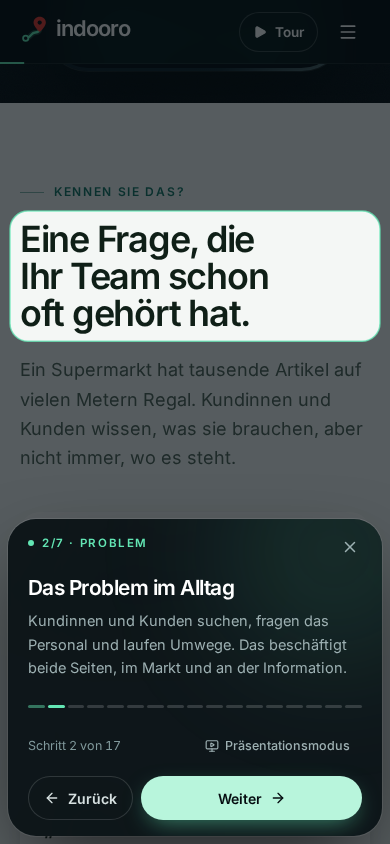 indooro
Tour
KENNEN SIE DAS?
Eine Frage, die
Ihr Team schon
oft gehört hat.
Ein Supermarkt hat tausende Artikel auf
vielen Metern Regal. Kundinnen und
Kunden wissen, was sie brauchen, aber
nicht immer, wo es steht.
2/7 · PROBLEM
Das Problem im Alltag
Kundinnen und Kunden suchen, fragen das
Personal und laufen Umwege. Das beschäftigt
beide Seiten, im Markt und an der Information.
Schritt 2 von 17
Präsentationsmodus
Zurück
Weiter